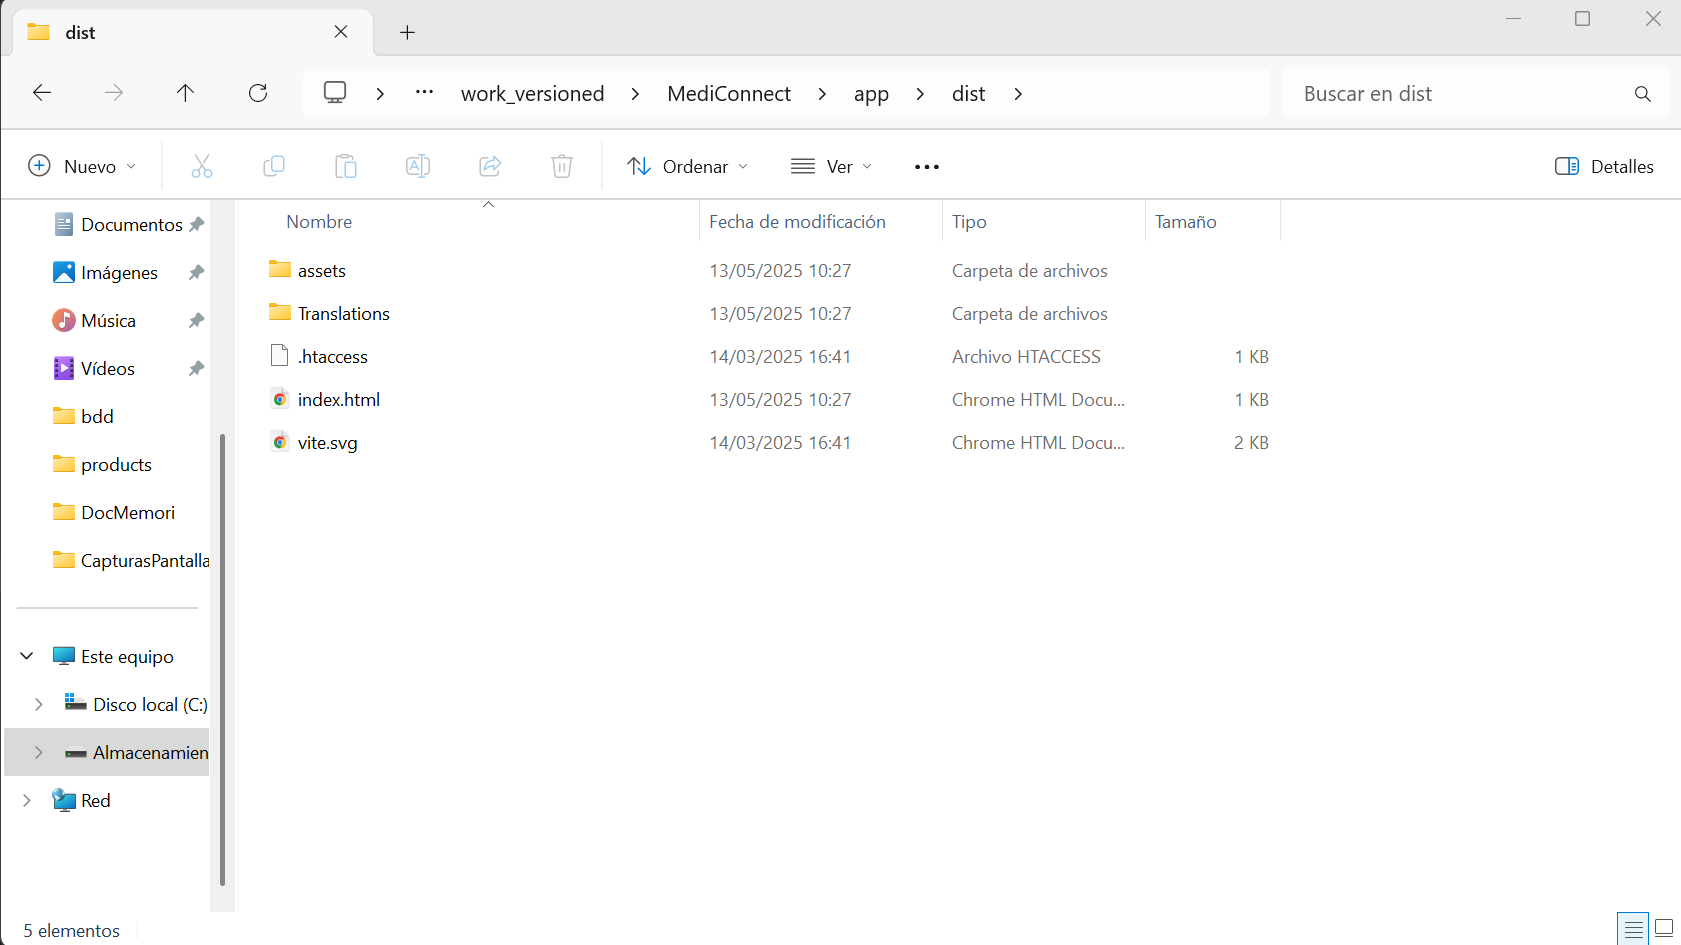 dist
work_versioned MediConnect app dist
Buscar en dist
Nuevo Ordenar Ver Detalles
Documentos
Imágenes
Música
Vídeos
bdd
products
DocMemori
CapturasPantalla
Este equipo
Disco local (C:)
Almacenamien
Red
Nombre Fecha de modificación Tipo Tamaño
assets 13/05/2025 10:27 Carpeta de archivos
Translations 13/05/2025 10:27 Carpeta de archivos
.htaccess 14/03/2025 16:41 Archivo HTACCESS 1 KB
index.html 13/05/2025 10:27 Chrome HTML Docu... 1 KB
vite.svg 14/03/2025 16:41 Chrome HTML Docu... 2 KB
5 elementos